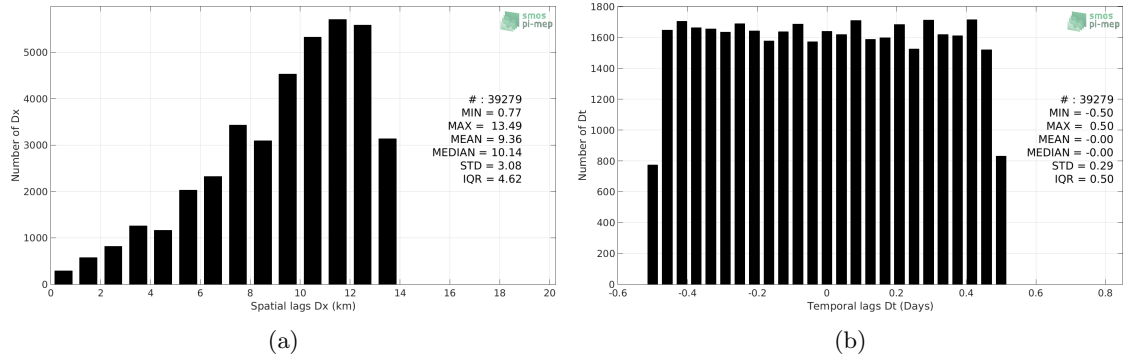 smos
pi-mep
6000
5000
4000
3000
2000
1000
0
Number of Dx
# : 39279
MIN = 0.77
MAX = 13.49
MEAN = 9.36
MEDIAN = 10.14
STD = 3.08
IQR = 4.62
0 2 4 6 8 10 12 14 16 18 20
Spatial lags Dx (km)
(a)
smos
pi-mep
1800
1600
1400
1200
1000
800
600
400
200
0
Number of Dt
# : 39279
MIN = -0.50
MAX = 0.50
MEAN = -0.00
MEDIAN = -0.00
STD = 0.29
IQR = 0.50
-0.6 -0.4 -0.2 0 0.2 0.4 0.6 0.8
Temporal lags Dt (Days)
(b)